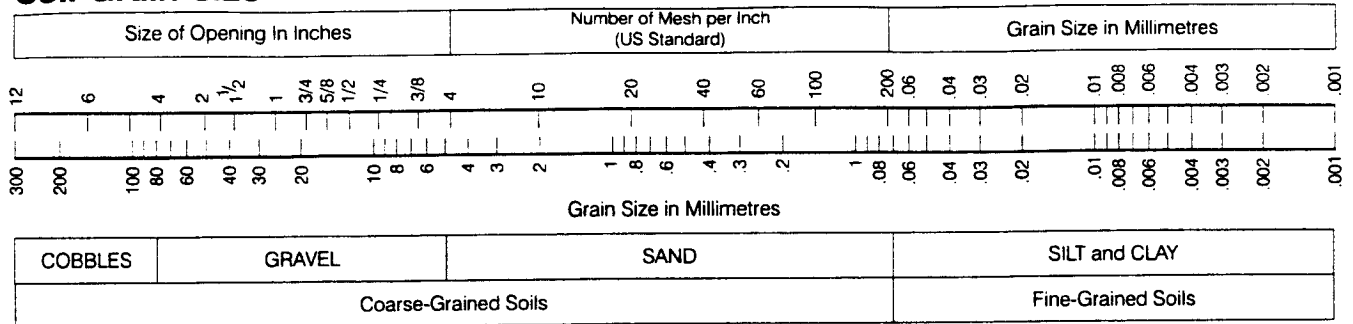 Size of Opening In Inches
Number of Mesh per Inch
(US Standard)
Grain Size in Millimetres
12 6 4 2 1 1/2 1 3/4 5/8 1/2 1/4 3/8 4 10 20 40 60 100 200 .06 .04 .03 .02 .01 .008 .006 .004 .003 .002 .001
300 200 100 80 60 40 30 20 10 8 6 4 3 2 1 .8 .6 .4 .3 .2 1 .08 .06 .04 .03 .02 .01 .008 .006 .004 .003 .002 .001
Grain Size in Millimetres
COBBLES GRAVEL SAND SILT and CLAY
Coarse-Grained Soils Fine-Grained Soils